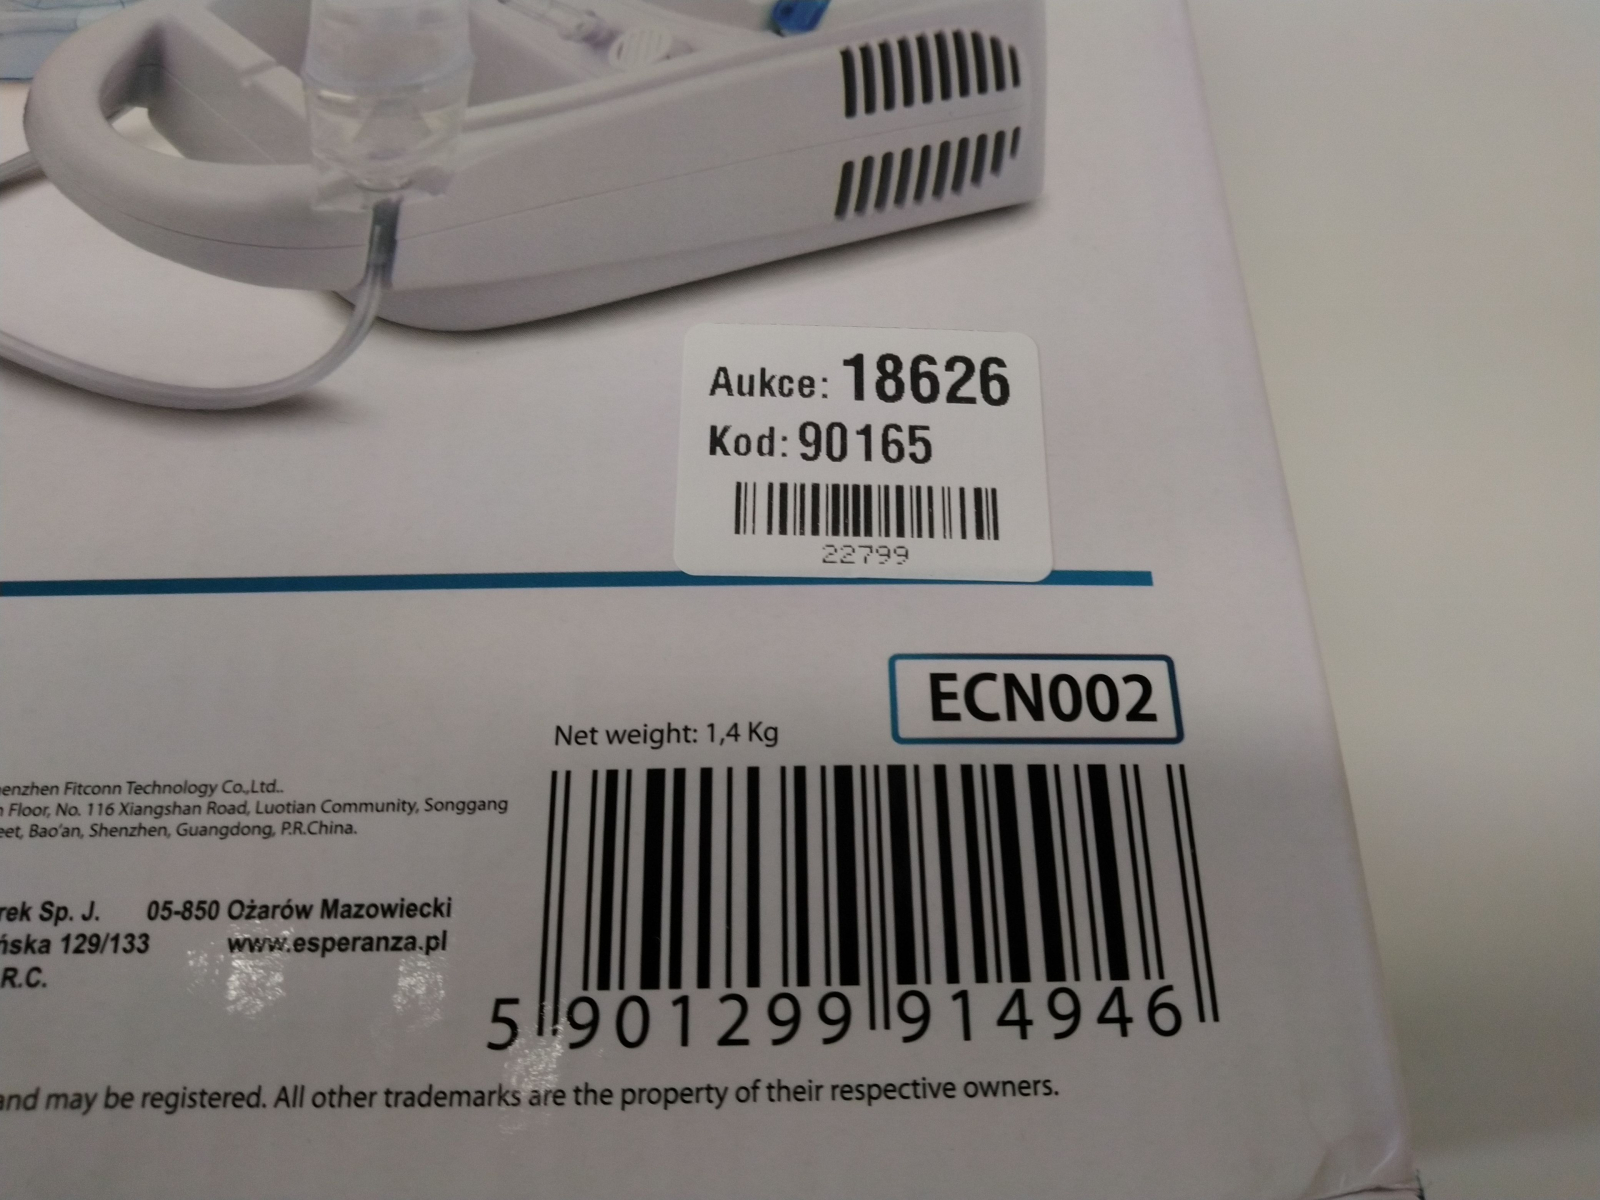 Aukce: 18626
Kod: 90165
22799
ECN002
Net weight: 1,4 Kg
Fitconn Technology Co.,Ltd..
Floor, No. 116 Xiangshan Road, Luotian Community, Songgang
Bao'an, Shenzhen, Guangdong, P.R.China.
Sp. J. 05-850 Ożarów Mazowiecki
129/133 www.esperanza.pl
R.C.
5 901299 914946
and may be registered. All other trademarks are the property of their respective owners.